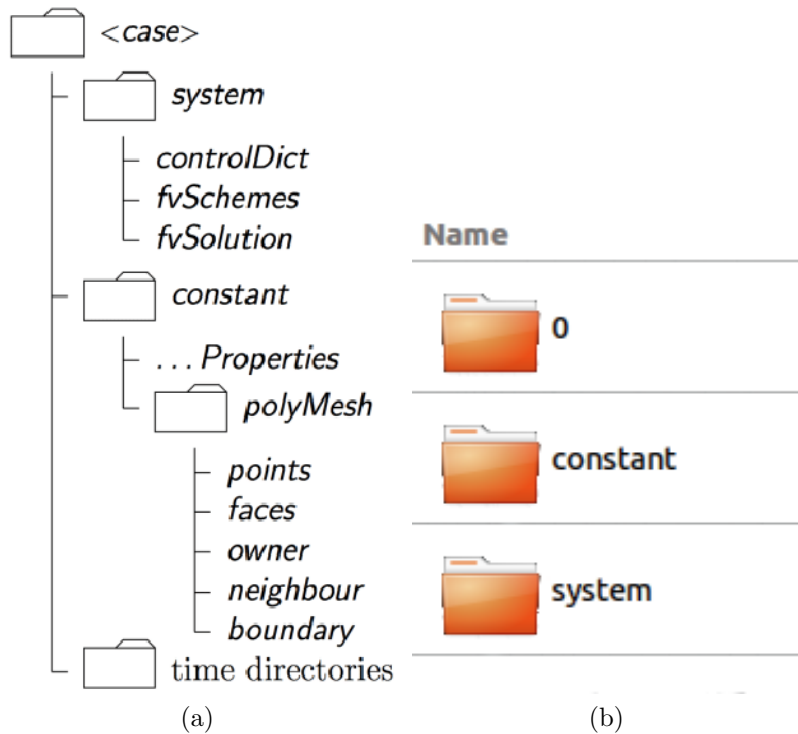 <case>
system
controlDict
fvSchemes
fvSolution
constant
...Properties
polyMesh
points
faces
owner
neighbour
boundary
time directories
(a)
Name
0
constant
system
(b)